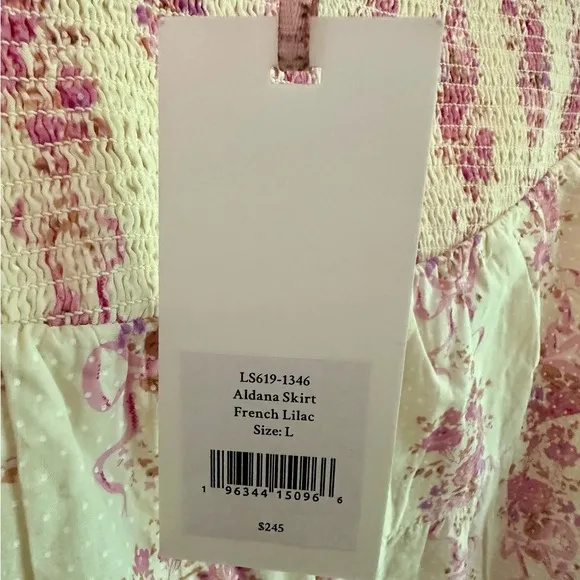 LS619-1346
Aldana Skirt
French Lilac
Size: L
1 96344 15096 6
$245